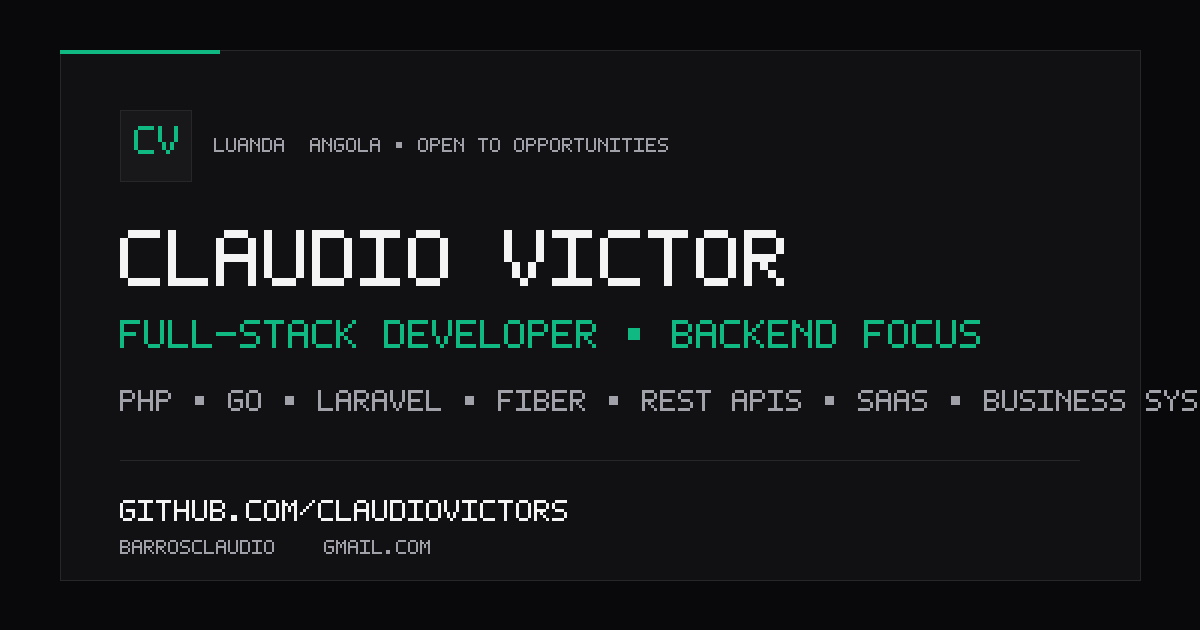 CV
LUANDA  ANGOLA ▪ OPEN TO OPPORTUNITIES
CLAUDIO VICTOR
FULL-STACK DEVELOPER ▪ BACKEND FOCUS
PHP ▪ GO ▪ LARAVEL ▪ FIBER ▪ REST APIS ▪ SAAS ▪ BUSINESS SYS
GITHUB.COM/CLAUDIOVICTORS
BARROSCLAUDIO    GMAIL.COM